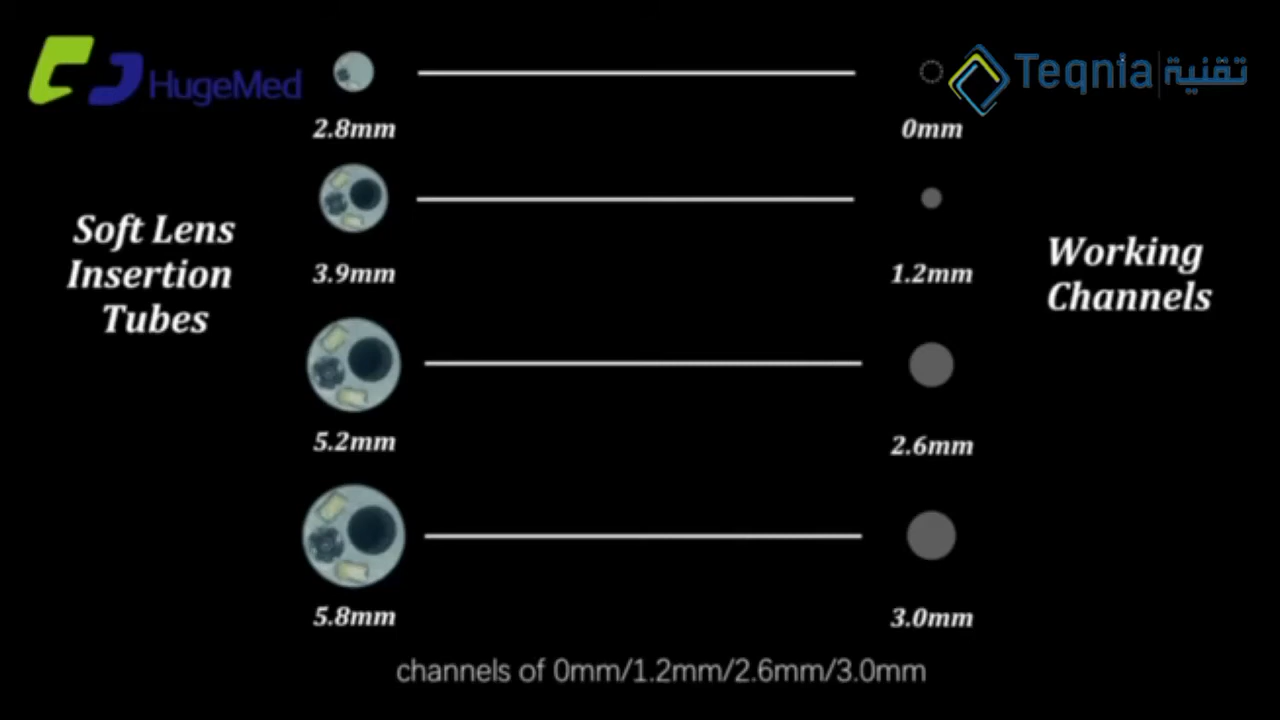 HugeMed
Teqnia | تقنية
2.8mm
0mm
Soft Lens
Insertion
Tubes
3.9mm
1.2mm
Working
Channels
5.2mm
2.6mm
5.8mm
3.0mm
channels of 0mm/1.2mm/2.6mm/3.0mm